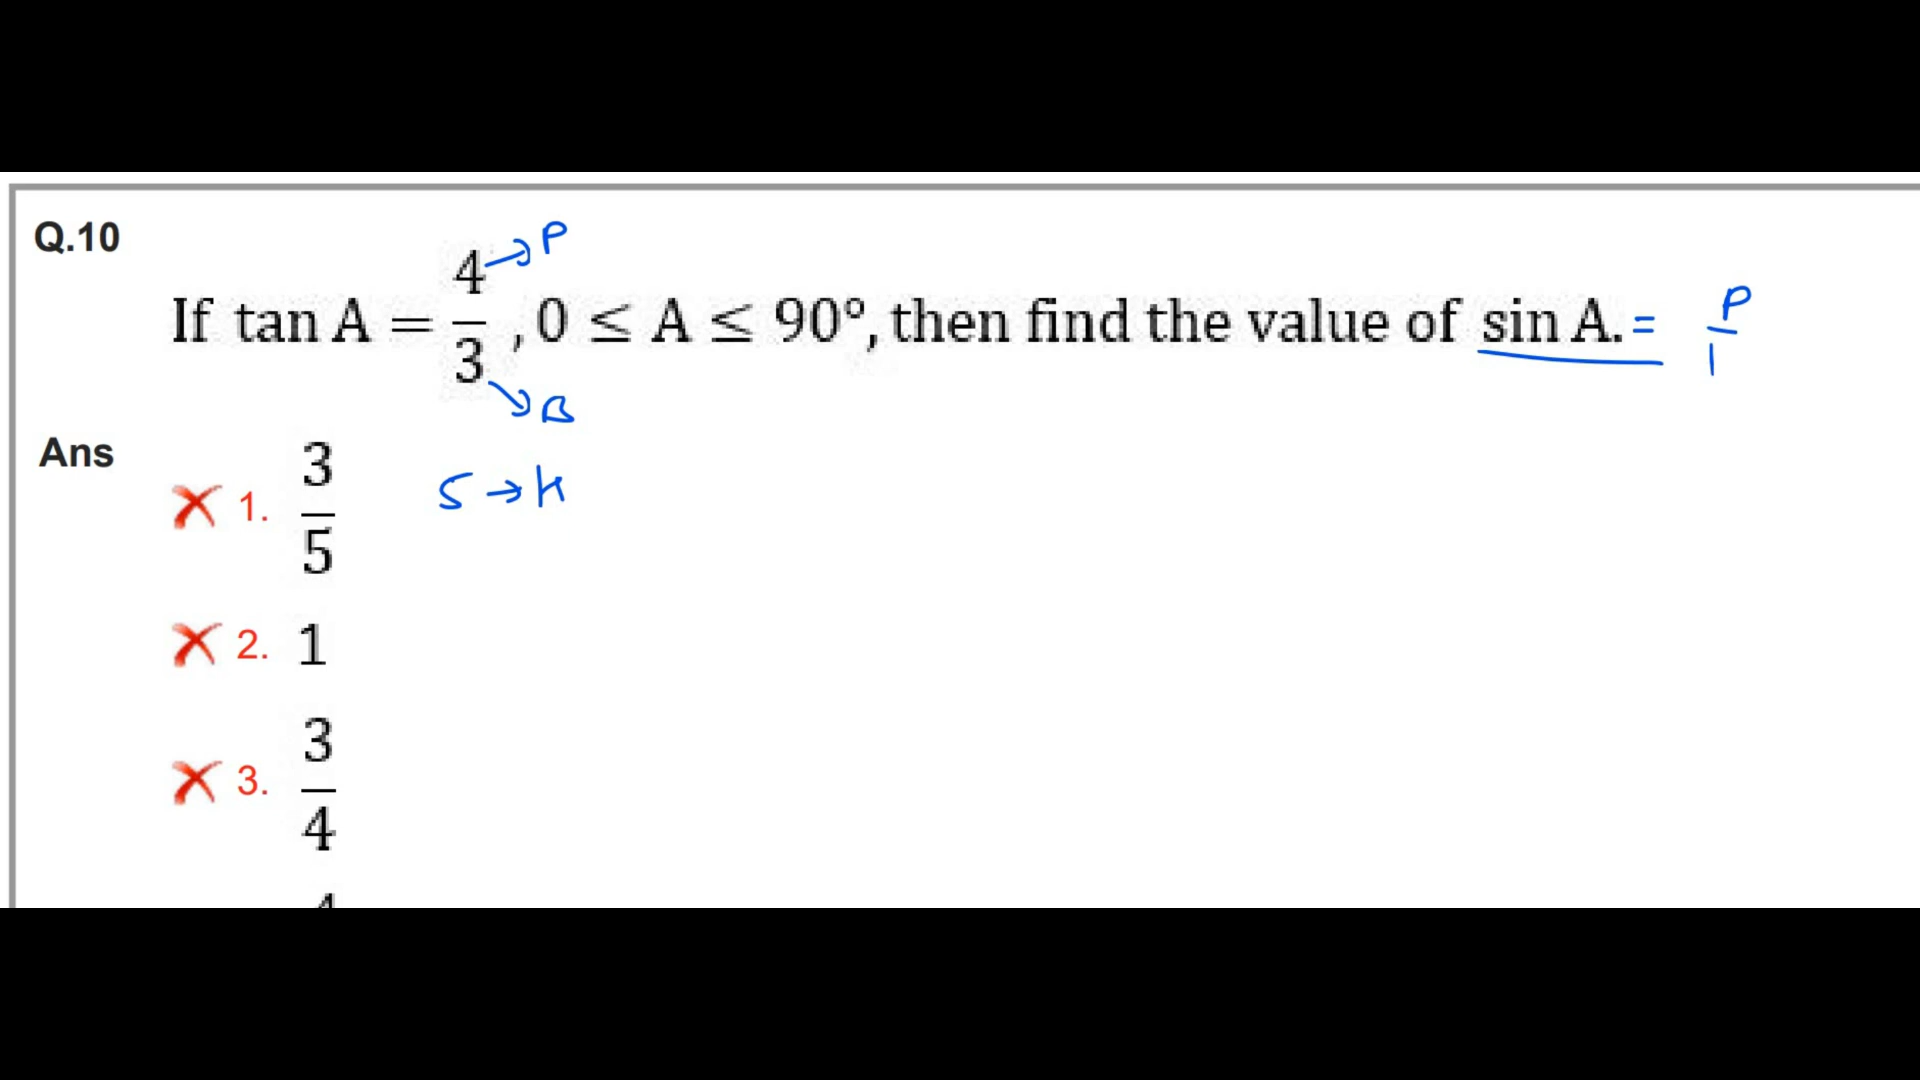 Q.10
If tan A = 4/3 , 0 ≤ A ≤ 90°, then find the value of sin A. = P/
→ P
→ B
Ans
1. 3/5
5 → H
2. 1
3. 3/4